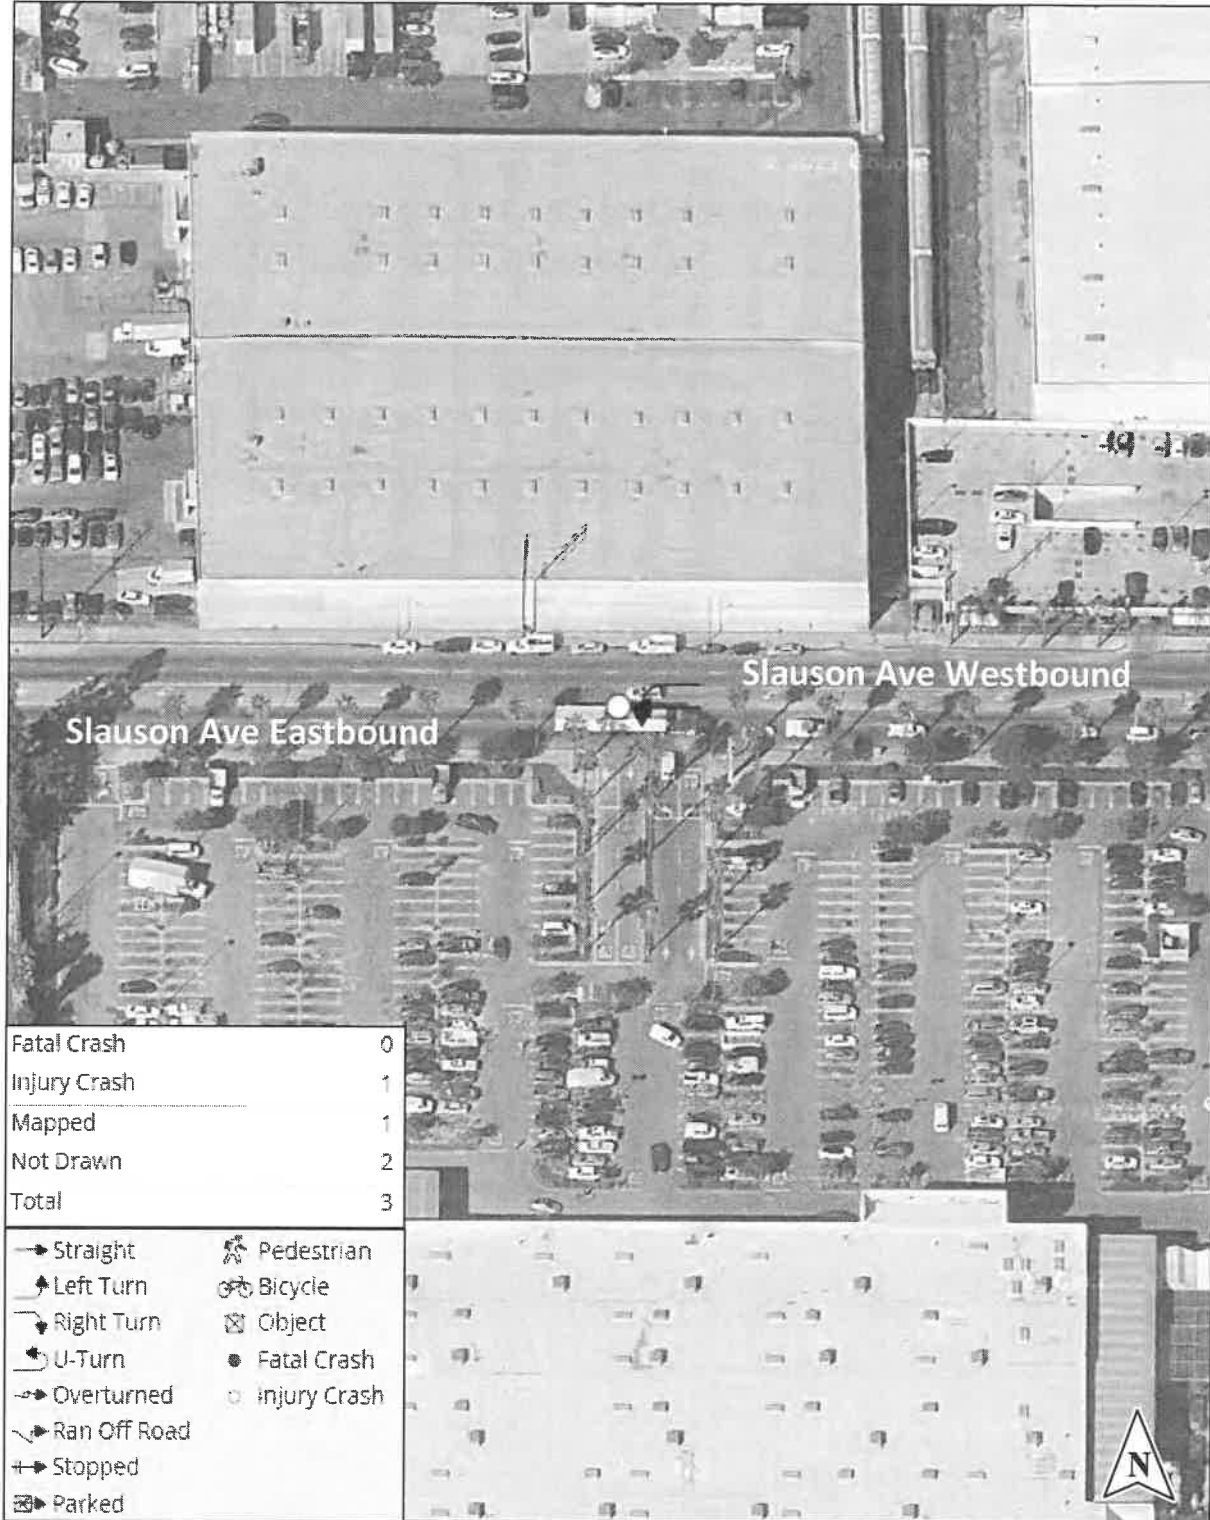 Slauson Ave Westbound
Slauson Ave Eastbound
Fatal Crash 0
Injury Crash 1
Mapped 1
Not Drawn 2
Total 3
Straight
Left Turn
Right Turn
U-Turn
Overturned
Ran Off Road
Stopped
Parked
Pedestrian
Bicycle
Object
Fatal Crash
Injury Crash
N